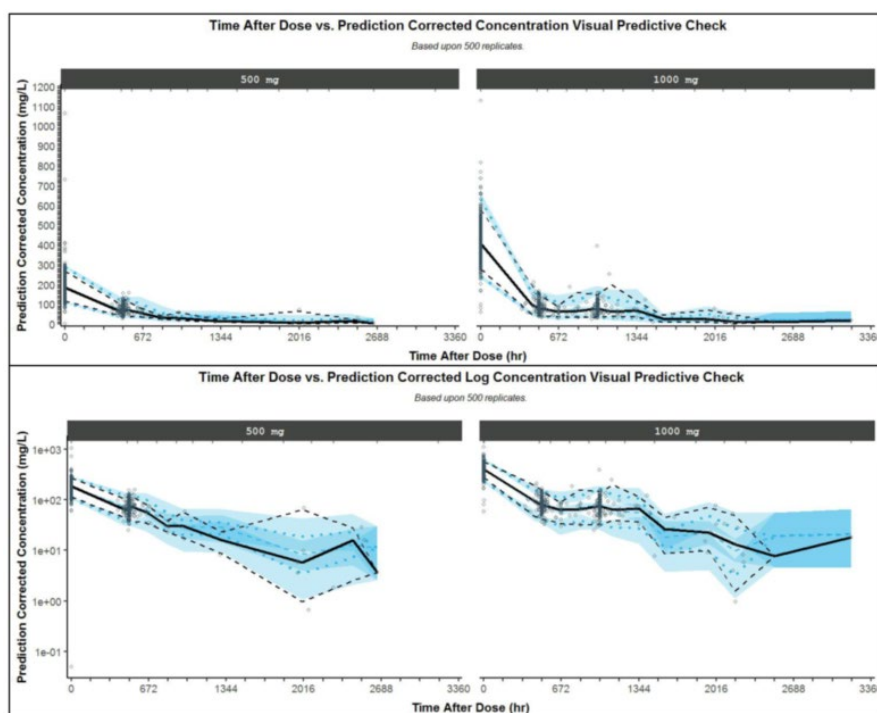 Time After Dose vs. Prediction Corrected Concentration Visual Predictive Check
Based upon 500 replicates.
500 mg
1000 mg
Prediction Corrected Concentration (mg/L)
1200
1100
1000
900
800
700
600
500
400
300
200
100
0
0 672 1344 2016 2688 3360
0 672 1344 2016 2688 3360
Time After Dose (hr)
Time After Dose vs. Prediction Corrected Log Concentration Visual Predictive Check
Based upon 500 replicates.
500 mg
1000 mg
Prediction Corrected Concentration (mg/L)
1e+03
1e+02
1e+01
1e+00
1e-01
0 672 1344 2016 2688 3360
0 672 1344 2016 2688 336
Time After Dose (hr)